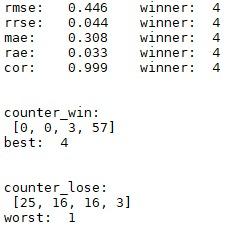 rmse: 0.446 winner: 4
rrse: 0.044 winner: 4
mae: 0.308 winner: 4
rae: 0.033 winner: 4
cor: 0.999 winner: 4
counter_win:
[0, 0, 3, 57]
best: 4
counter_lose:
[25, 16, 16, 3]
worst: 1